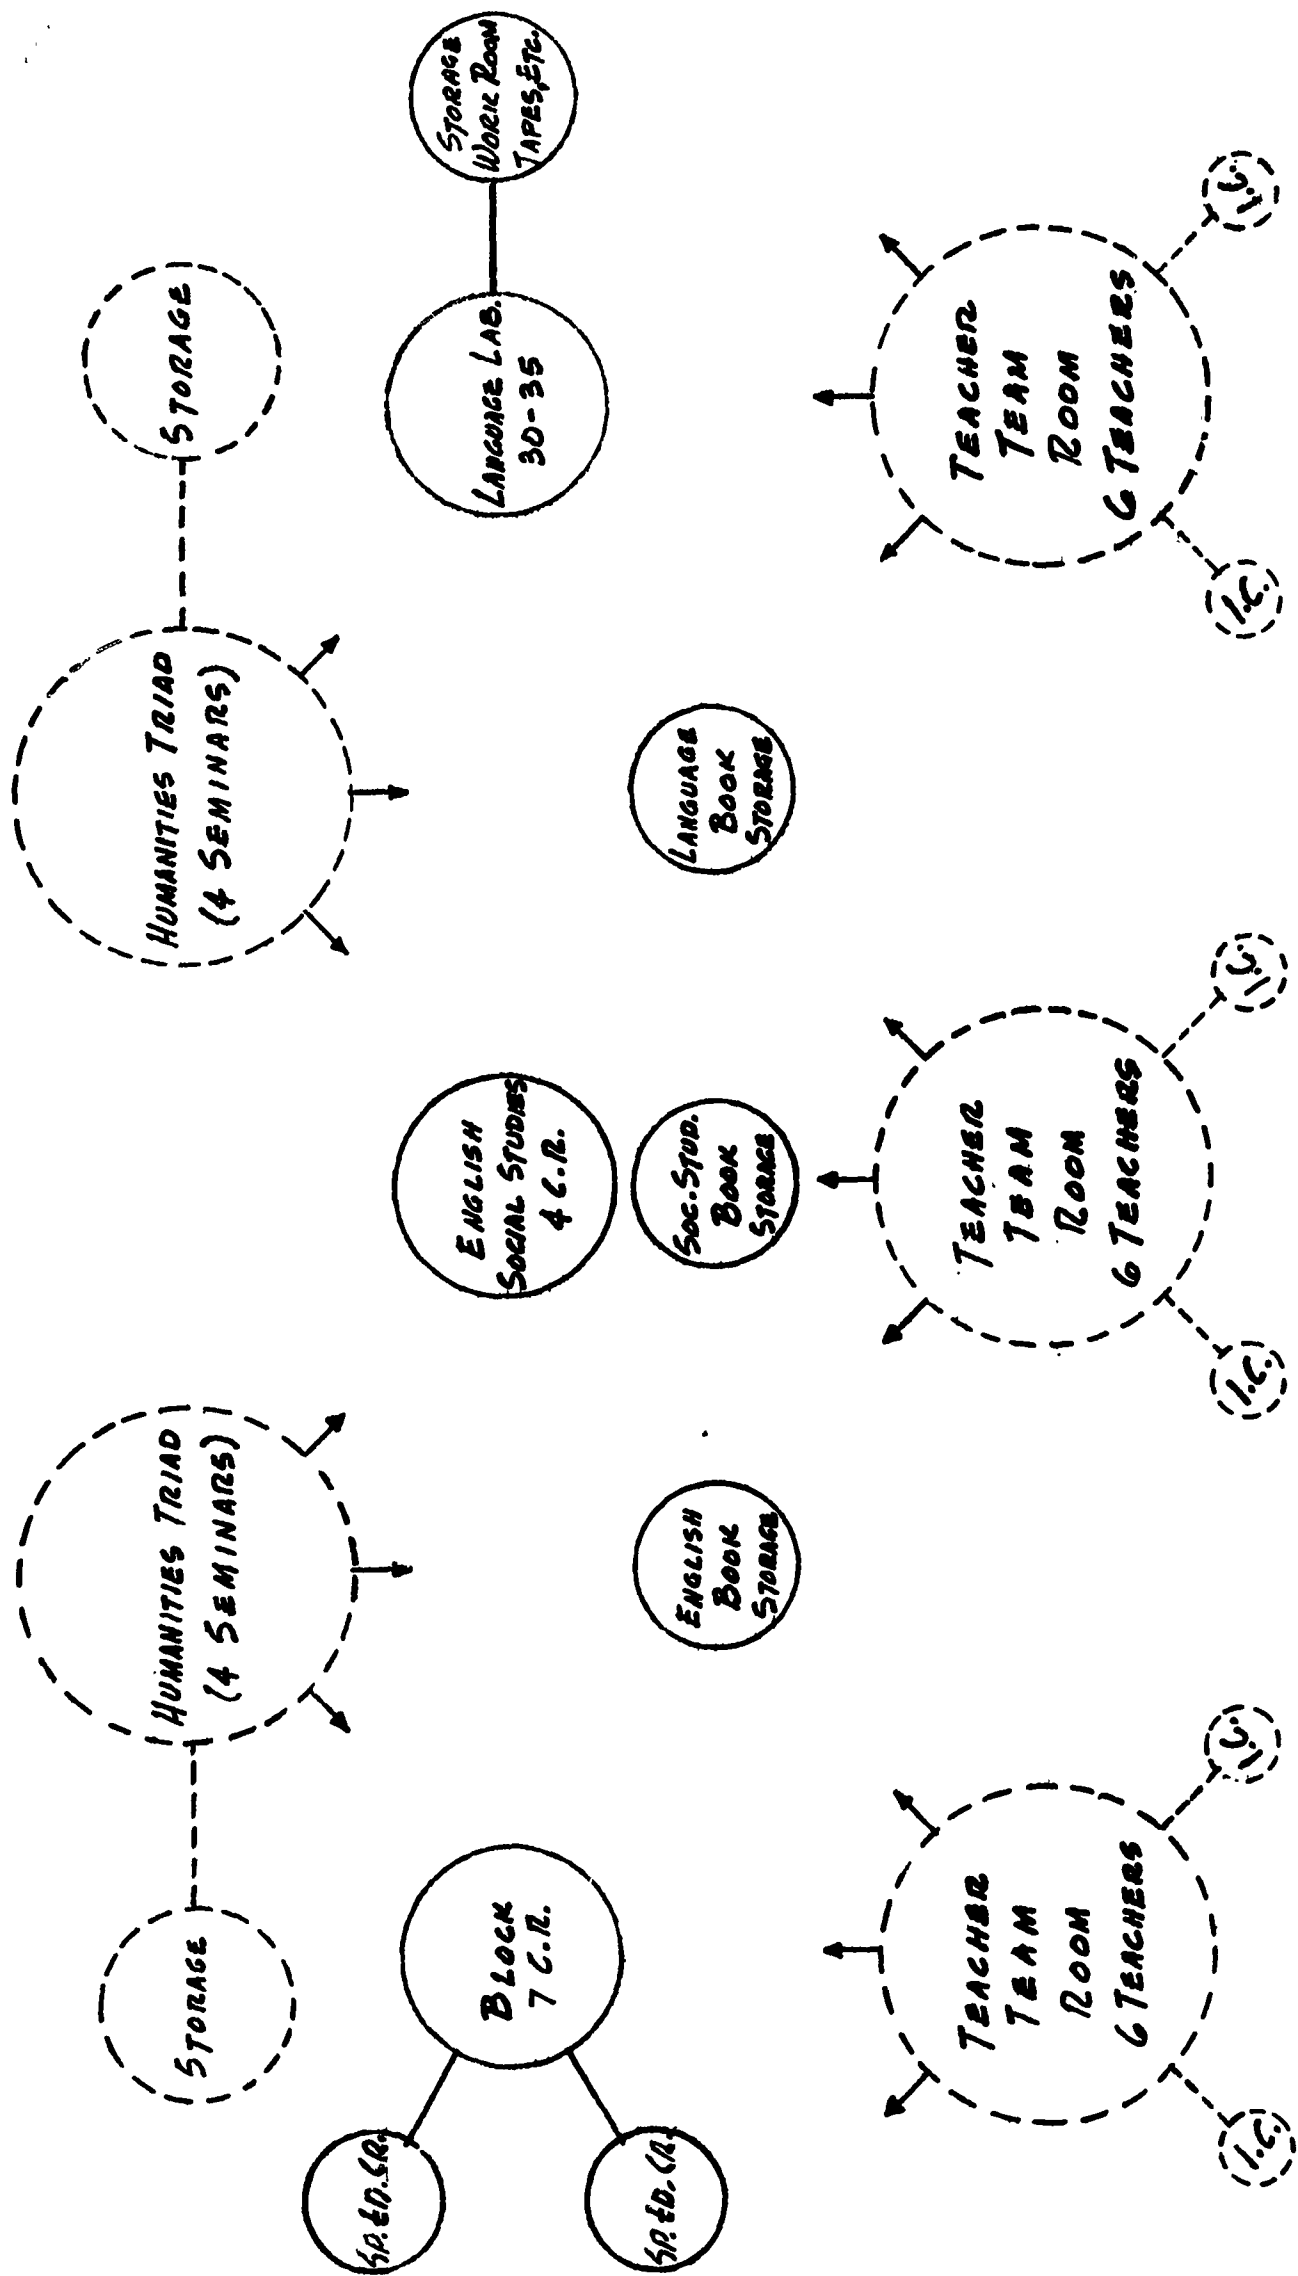 STORAGE
HUMANITIES TRIAD
(4 SEMINARS)
HUMANITIES TRIAD
(4 SEMINARS)
STORAGE
SP. ED. CR.
SP. ED. CR.
BLOCK
7 C.R.
ENGLISH
SOCIAL STUDIES
4 C.R.
LANGUAGE LAB.
30-35
STORAGE
WORK ROOM
TAPES, ETC.
ENGLISH
BOOK
STORAGE
SOC. STUD.
BOOK
STORAGE
LANGUAGE
BOOK
STORAGE
TEACHER
TEAM
ROOM
6 TEACHERS
I.C.
I.C.
TEACHER
TEAM
ROOM
6 TEACHERS
I.C.
I.C.
TEACHER
TEAM
ROOM
6 TEACHERS
I.C.
I.C.